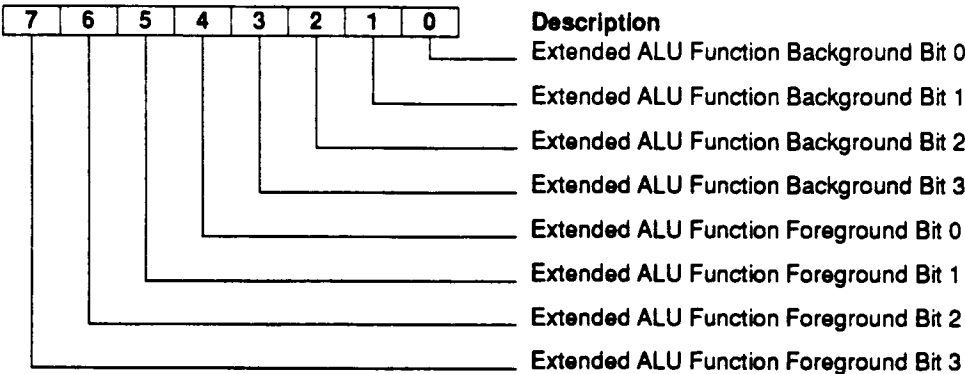 7 6 5 4 3 2 1 0 Description
Extended ALU Function Background Bit 0
Extended ALU Function Background Bit 1
Extended ALU Function Background Bit 2
Extended ALU Function Background Bit 3
Extended ALU Function Foreground Bit 0
Extended ALU Function Foreground Bit 1
Extended ALU Function Foreground Bit 2
Extended ALU Function Foreground Bit 3